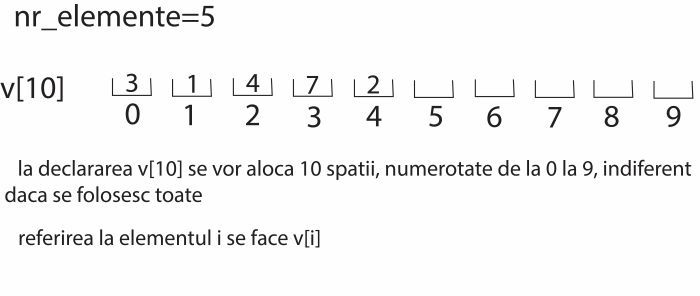 nr_elemente=5
v[10] 3 1 4 7 2
0 1 2 3 4 5 6 7 8 9
la declararea v[10] se vor aloca 10 spatii, numerotate de la 0 la 9, indiferent
daca se folosesc toate
referirea la elementul i se face v[i]